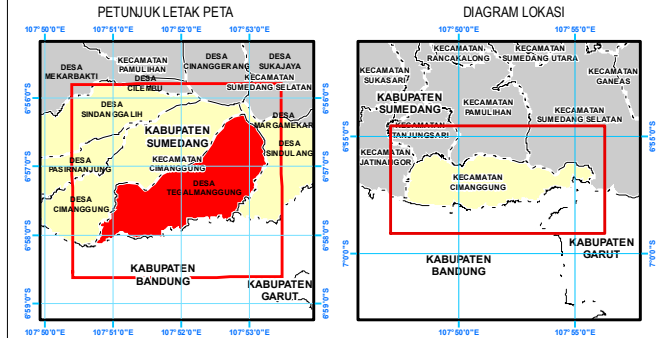 PETUNJUK LETAK PETA
107°50'0"E 107°51'0"E 107°52'0"E 107°53'0"E
DESA
MEKARBAKTI
KECAMATAN
PAMULIHAN
DESA
CILEMBU
DESA
CINANGGERANG
DESA
SUKAJAYA
KECAMATAN
SUMEDANG SELATAN
DESA
SINDANGGALIH
DESA
MARGAMEKAR
KABUPATEN
SUMEDANG
DESA
SINDULANG
DESA
PASIRNANJUNG
KECAMATAN
CIMANGGUNG
DESA
TEGALMANGGUNG
DESA
CIMANGGUNG
KABUPATEN
BANDUNG
KABUPATEN
GARUT
6°56'0"S
6°57'0"S
6°58'0"S
6°59'0"S
107°50'0"E 107°51'0"E 107°52'0"E 107°53'0"E
DIAGRAM LOKASI
107°50'0"E 107°55'0"E
KECAMATAN
RANCAKALONG
KECAMATAN
SUMEDANG UTARA
KECAMATAN
SUKASARI
KECAMATAN
GANEAS
KABUPATEN
SUMEDANG
KECAMATAN
PAMULIHAN
KECAMATAN
SUMEDANG SELATAN
KECAMATAN
TANJUNGSARI
KECAMATAN
JATINANGOR
KECAMATAN
CIMANGGUNG
KABUPATEN
BANDUNG
KABUPATEN
GARUT
6°55'0"S
7°0'0"S
6°55'0"S
7°0'0"S
107°50'0"E 107°55'0"E